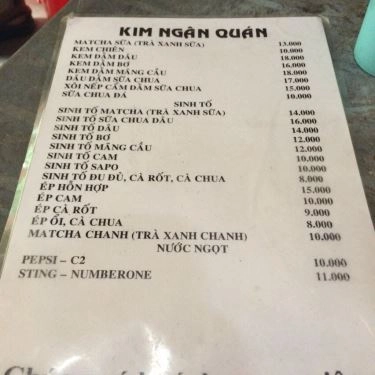 KIM NGÂN QUÁN
MATCHA SỮA (TRÀ XANH SỮA) 13.000
KEM CHIÊN 10.000
KEM DẦM DÂU 18.000
KEM DẦM BƠ 16.000
KEM DẦM MÃNG CẦU 18.000
DÂU DẦM SỮA CHUA 17.000
XÔI NẾP CẨM DẦM SỮA CHUA 15.000
SỮA CHUA ĐÁ 10.000
SINH TỐ
SINH TỐ MATCHA (TRÀ XANH SỮA) 14.000
SINH TỐ SỮA CHUA DÂU 16.000
SINH TỐ DÂU 14.000
SINH TỐ BƠ 12.000
SINH TỐ MÃNG CẦU 12.000
SINH TỐ CAM 10.000
SINH TỐ SAPO 10.000
SINH TỐ ĐU ĐỦ, CÀ RỐT, CÀ CHUA 8.000
ÉP HỖN HỢP 15.000
ÉP CAM 10.000
ÉP CÀ RỐT 9.000
ÉP ỔI, CÀ CHUA 8.000
MATCHA CHANH (TRÀ XANH CHANH) 10.000
NƯỚC NGỌT
PEPSI – C2 10.000
STING – NUMBERONE 11.000